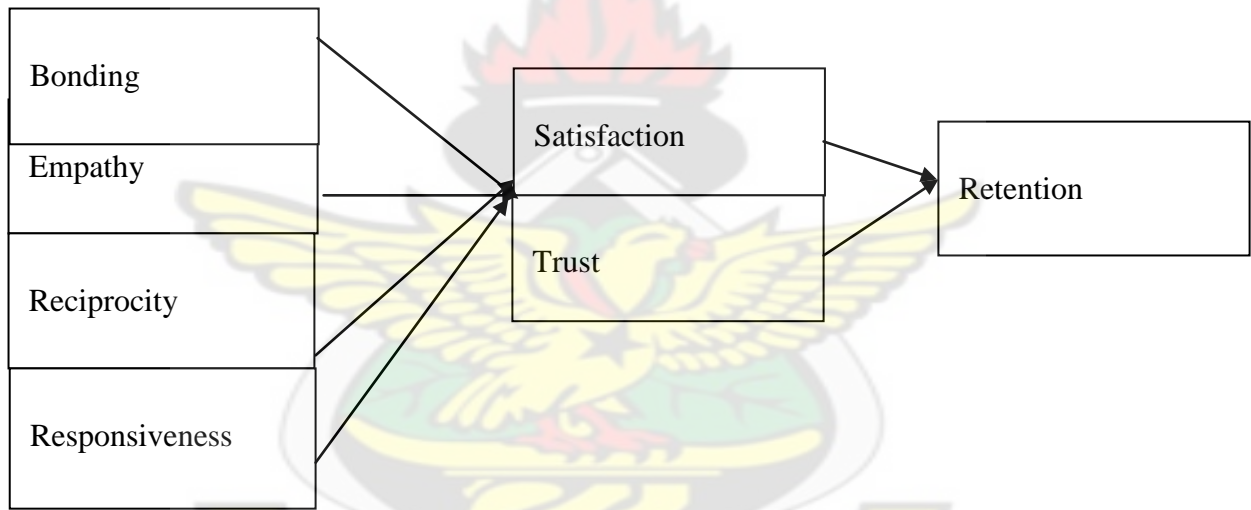 Bonding
Empathy
Reciprocity
Responsiveness
Satisfaction
Trust
Retention